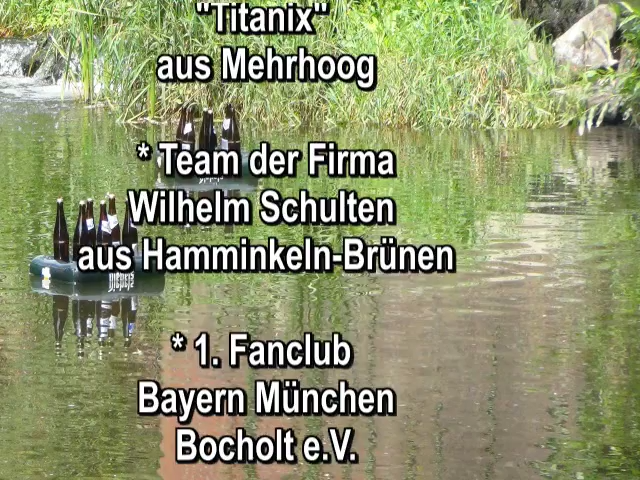 "Titanix"
aus Mehrhoog
* Team der Firma
Wilhelm Schulten
aus Hamminkeln-Brünen
* 1. Fanclub
Bayern München
Bocholt e.V.